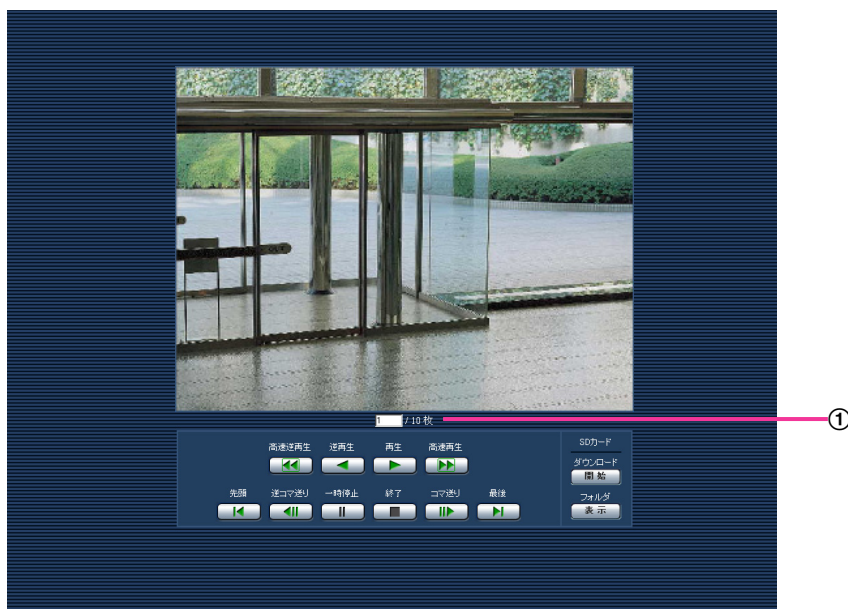 1 / 10 枚
①
高速逆再生 逆再生 再生 高速再生
先頭 逆コマ送り 一時停止 終了 コマ送り 最後
SDカード
ダウンロード
開始
フォルダ
表示